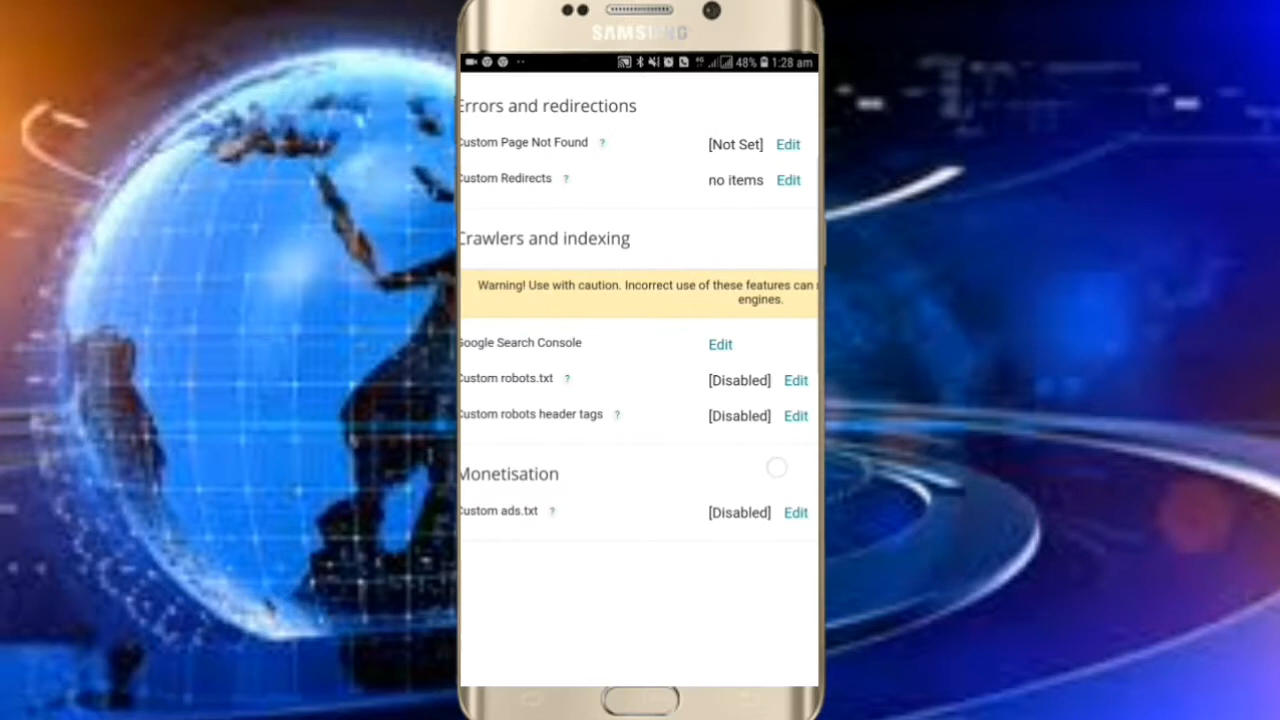 SAMSUNG
48% 1:28 am
Errors and redirections
Custom Page Not Found ? [Not Set] Edit
Custom Redirects ? no items Edit
Crawlers and indexing
Warning! Use with caution. Incorrect use of these features can
engines.
Google Search Console Edit
Custom robots.txt ? [Disabled] Edit
Custom robots header tags ? [Disabled] Edit
Monetisation
Custom ads.txt ? [Disabled] Edit